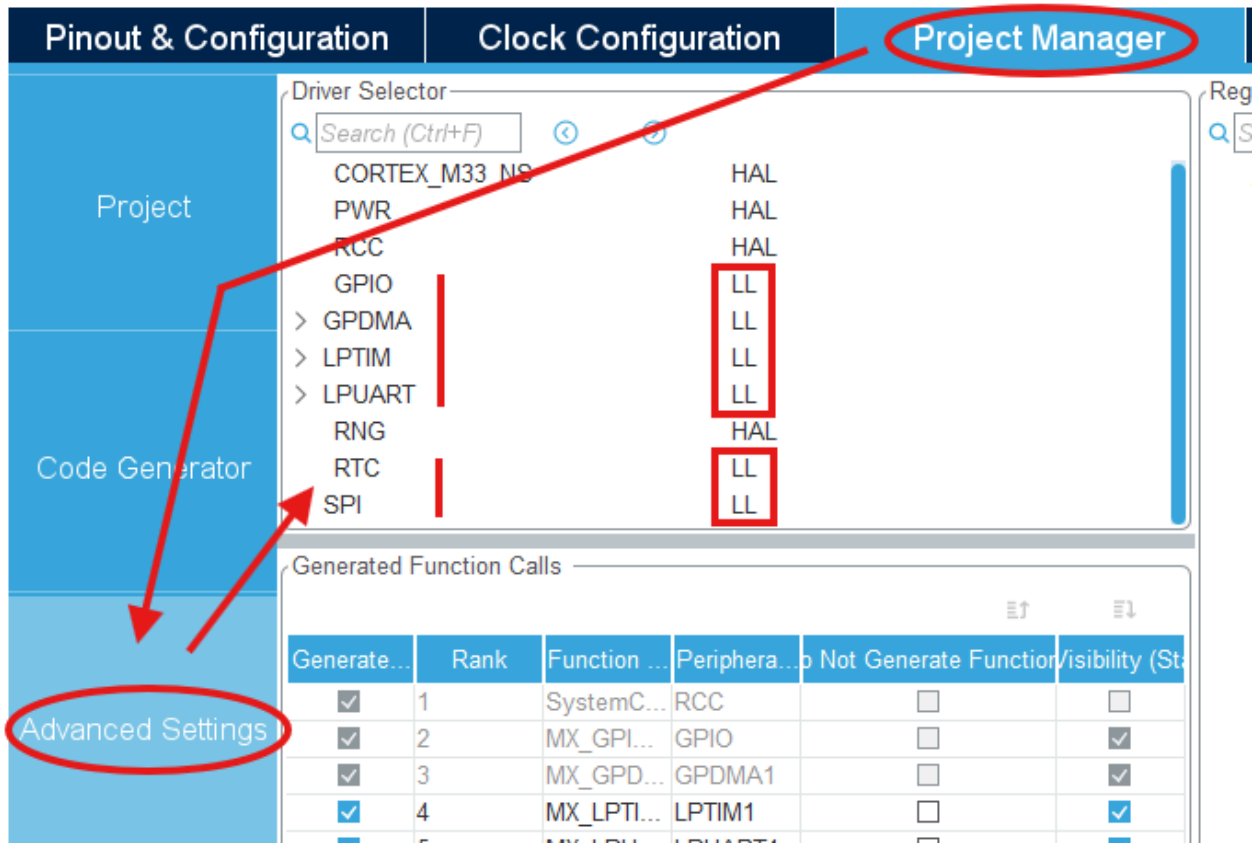 Pinout & Configuration Clock Configuration Project Manager
Driver Selector Reg
Search (Ctrl+F) S
CORTEX_M33_NS HAL
Project
PWR HAL
RCC HAL
GPIO LL
> GPDMA LL
> LPTIM LL
> LPUART LL
RNG HAL
Code Generator
RTC LL
SPI LL
Generated Function Calls
Generate... Rank Function ... Periphera... o Not Generate Function Visibility (Sta
1 SystemC... RCC
Advanced Settings
2 MX_GPI... GPIO
3 MX_GPD... GPDMA1
4 MX_LPTI... LPTIM1